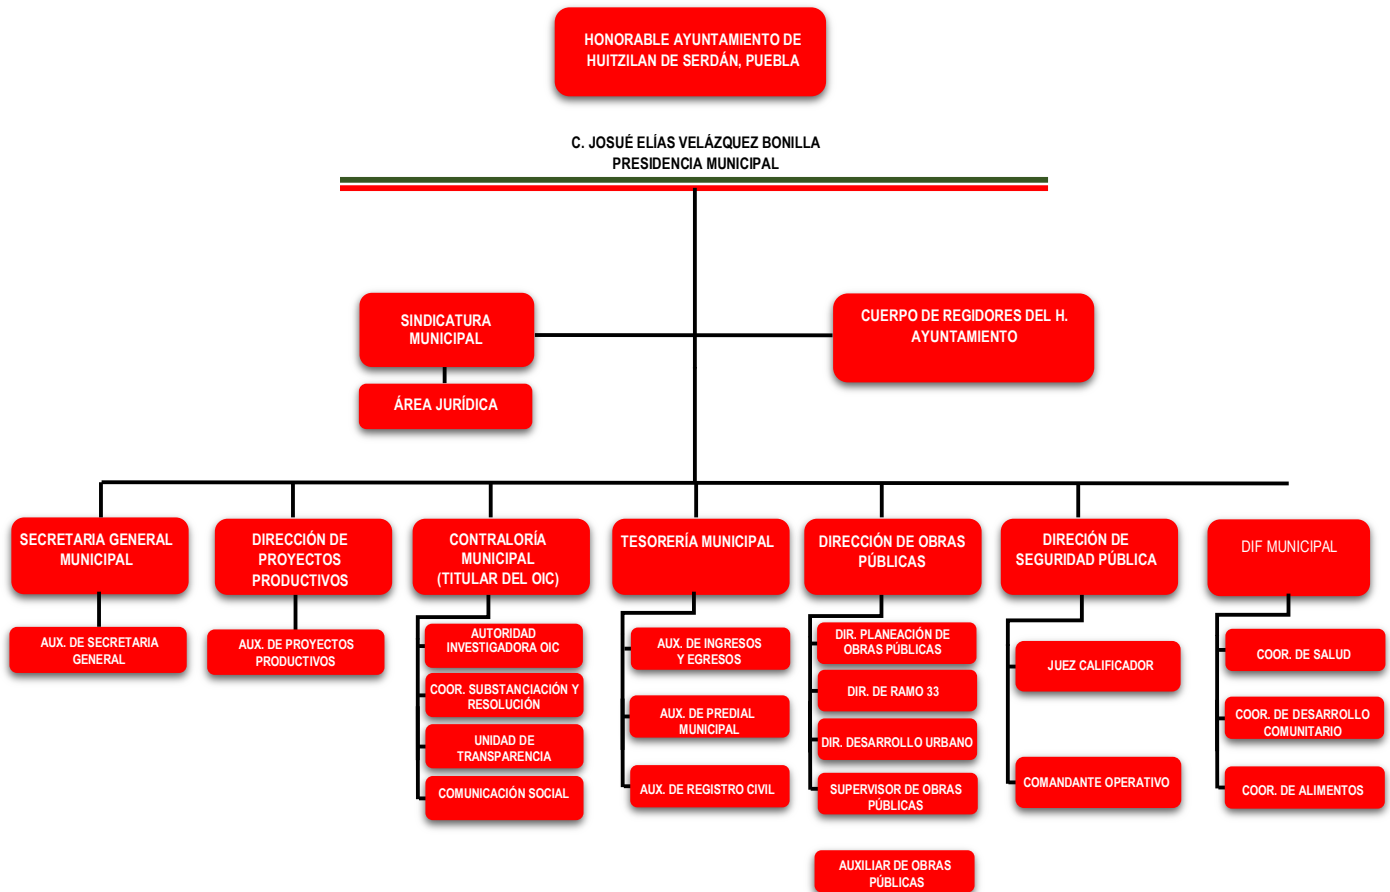 HONORABLE AYUNTAMIENTO DE
HUITZILAN DE SERDÁN, PUEBLA
C. JOSUÉ ELÍAS VELÁZQUEZ BONILLA
PRESIDENCIA MUNICIPAL
SINDICATURA
MUNICIPAL
CUERPO DE REGIDORES DEL H.
AYUNTAMIENTO
ÁREA JURÍDICA
SECRETARIA GENERAL
MUNICIPAL
AUX. DE SECRETARIA
GENERAL
DIRECCIÓN DE
PROYECTOS
PRODUCTIVOS
AUX. DE PROYECTOS
PRODUCTIVOS
CONTRALORÍA
MUNICIPAL
(TITULAR DEL OIC)
AUTORIDAD
INVESTIGADORA OIC
COOR. SUBSTANCIACIÓN Y
RESOLUCIÓN
UNIDAD DE
TRANSPARENCIA
COMUNICACIÓN SOCIAL
TESORERÍA MUNICIPAL
AUX. DE INGRESOS
Y EGRESOS
AUX. DE PREDIAL
MUNICIPAL
AUX. DE REGISTRO CIVIL
DIRECCIÓN DE OBRAS
PÚBLICAS
DIR. PLANEACIÓN DE
OBRAS PÚBLICAS
DIR. DE RAMO 33
DIR. DESARROLLO URBANO
SUPERVISOR DE OBRAS
PÚBLICAS
AUXILIAR DE OBRAS
PÚBLICAS
DIRECIÓN DE
SEGURIDAD PÚBLICA
JUEZ CALIFICADOR
COMANDANTE OPERATIVO
DIF MUNICIPAL
COOR. DE SALUD
COOR. DE DESARROLLO
COMUNITARIO
COOR. DE ALIMENTOS